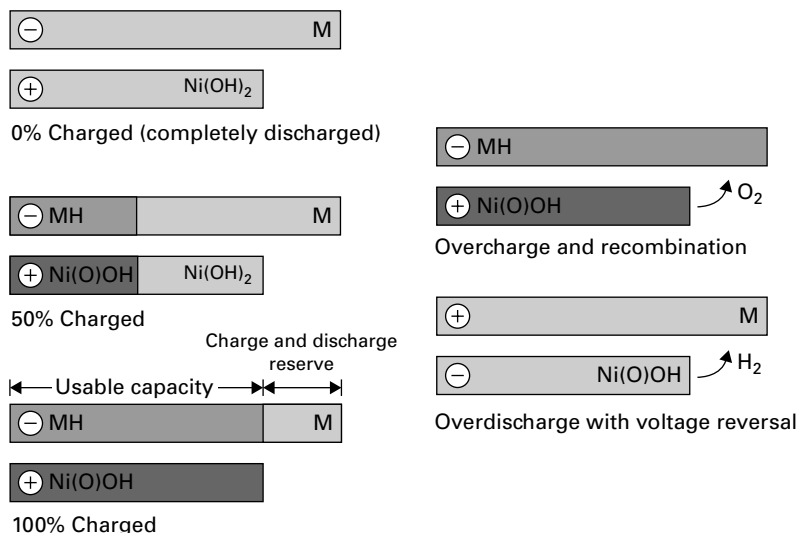 ⊖ M
⊕ Ni(OH)₂
0% Charged (completely discharged)
⊖ MH M
⊕ Ni(O)OH Ni(OH)₂
50% Charged
Charge and discharge
reserve
Usable capacity
⊖ MH M
⊕ Ni(O)OH
100% Charged
⊖ MH
⊕ Ni(O)OH O₂
Overcharge and recombination
⊕ M
⊖ Ni(O)OH H₂
Overdischarge with voltage reversal